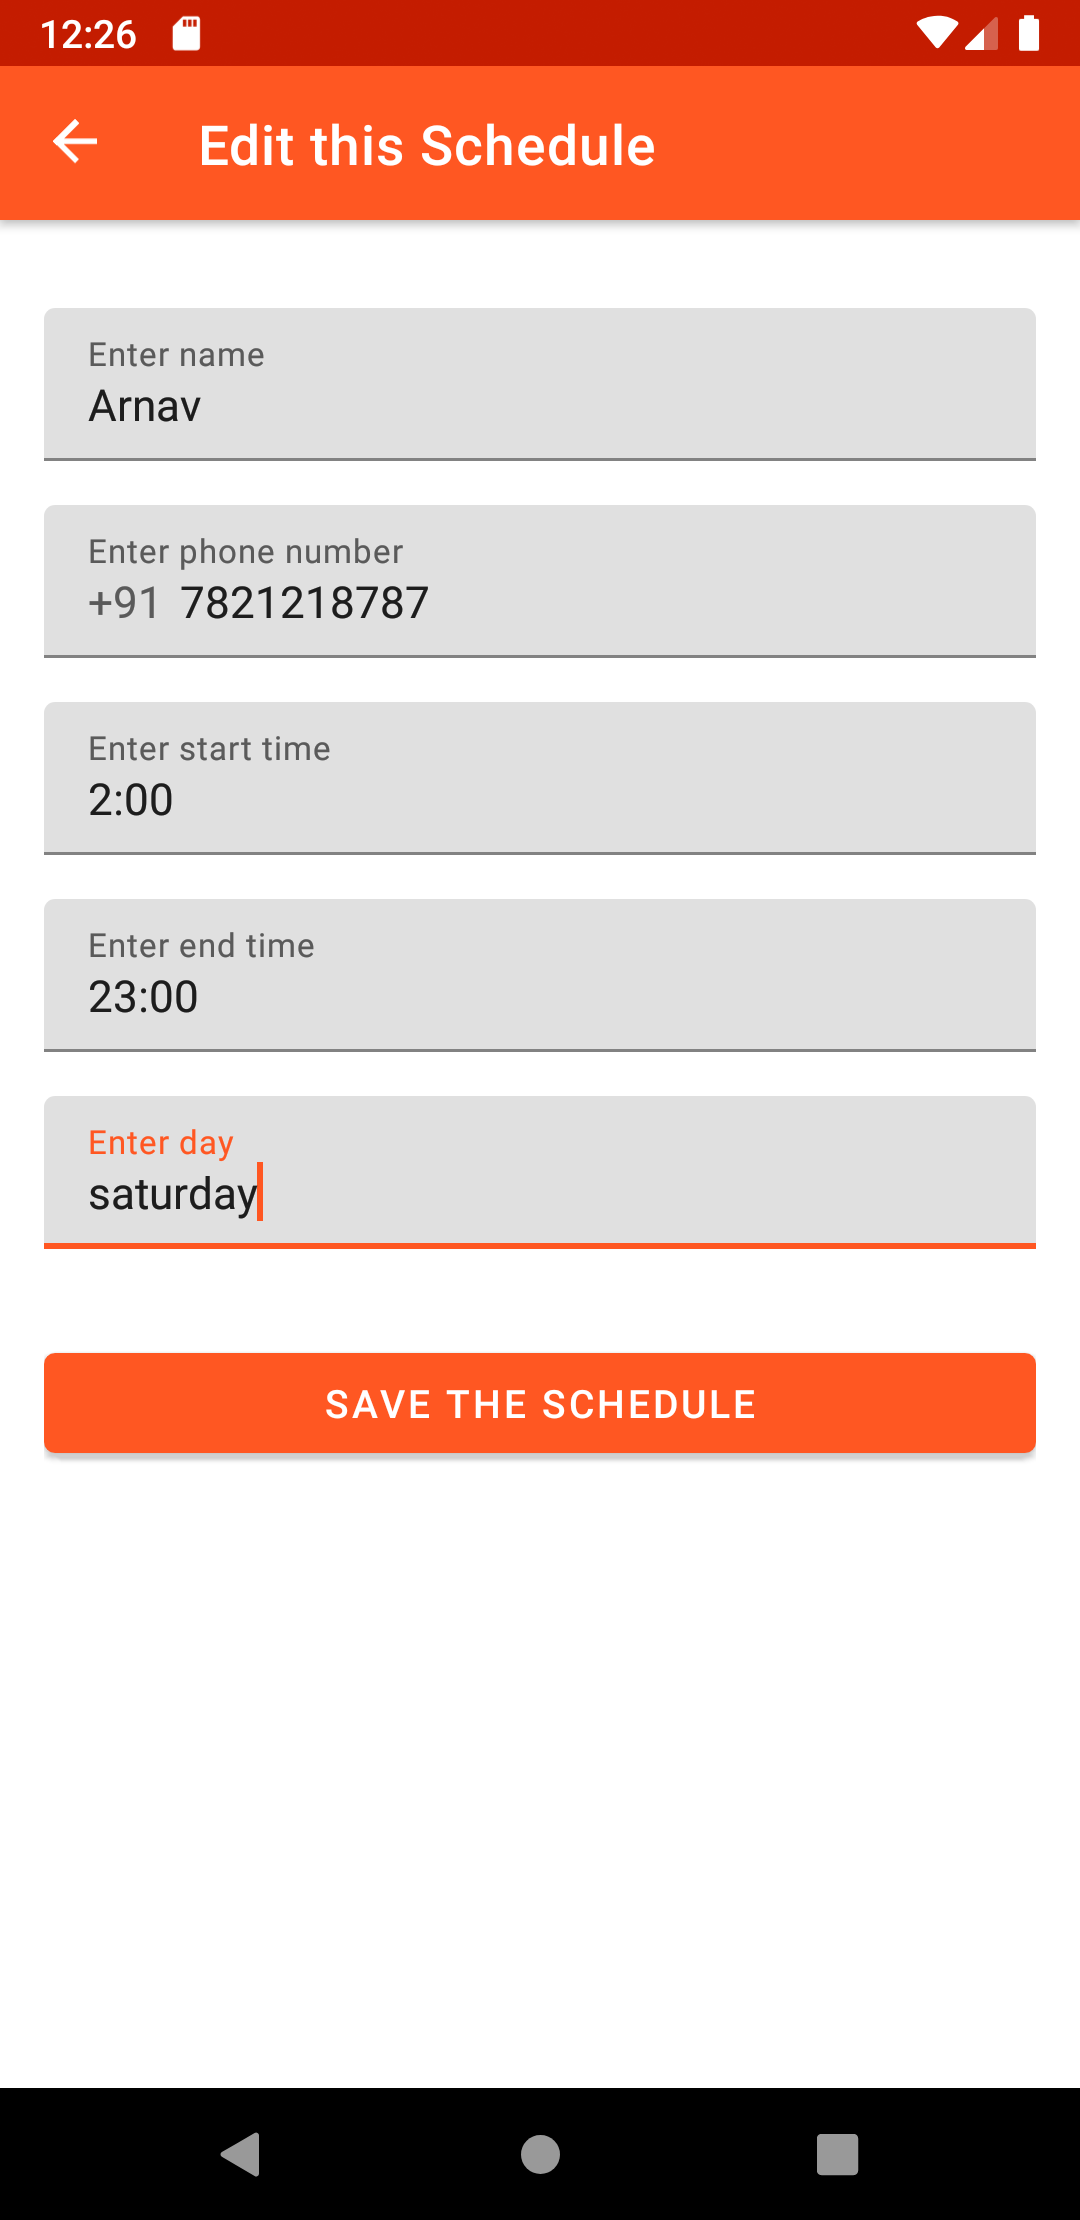 12:26
Edit this Schedule
Enter name
Arnav
Enter phone number
+91 7821218787
Enter start time
2:00
Enter end time
23:00
Enter day
saturday
SAVE THE SCHEDULE